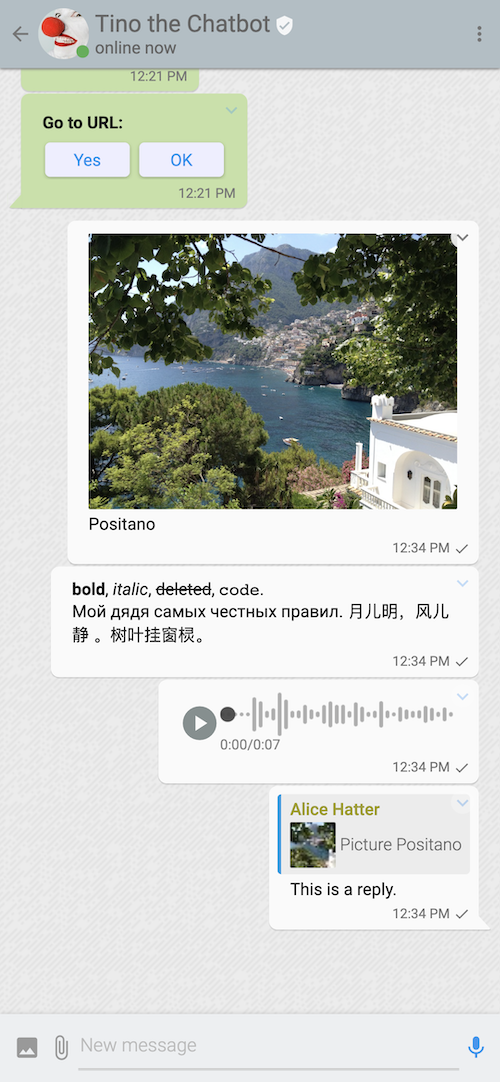 Tino the Chatbot
online now
12:21 PM
Go to URL:
Yes OK
12:21 PM
Positano
12:34 PM
bold, italic, deleted, code.
Мой дядя самых честных правил. 月儿明，风儿
静 。树叶挂窗棂。
12:34 PM
0:00/0:07
12:34 PM
Alice Hatter
Picture Positano
This is a reply.
12:34 PM
New message